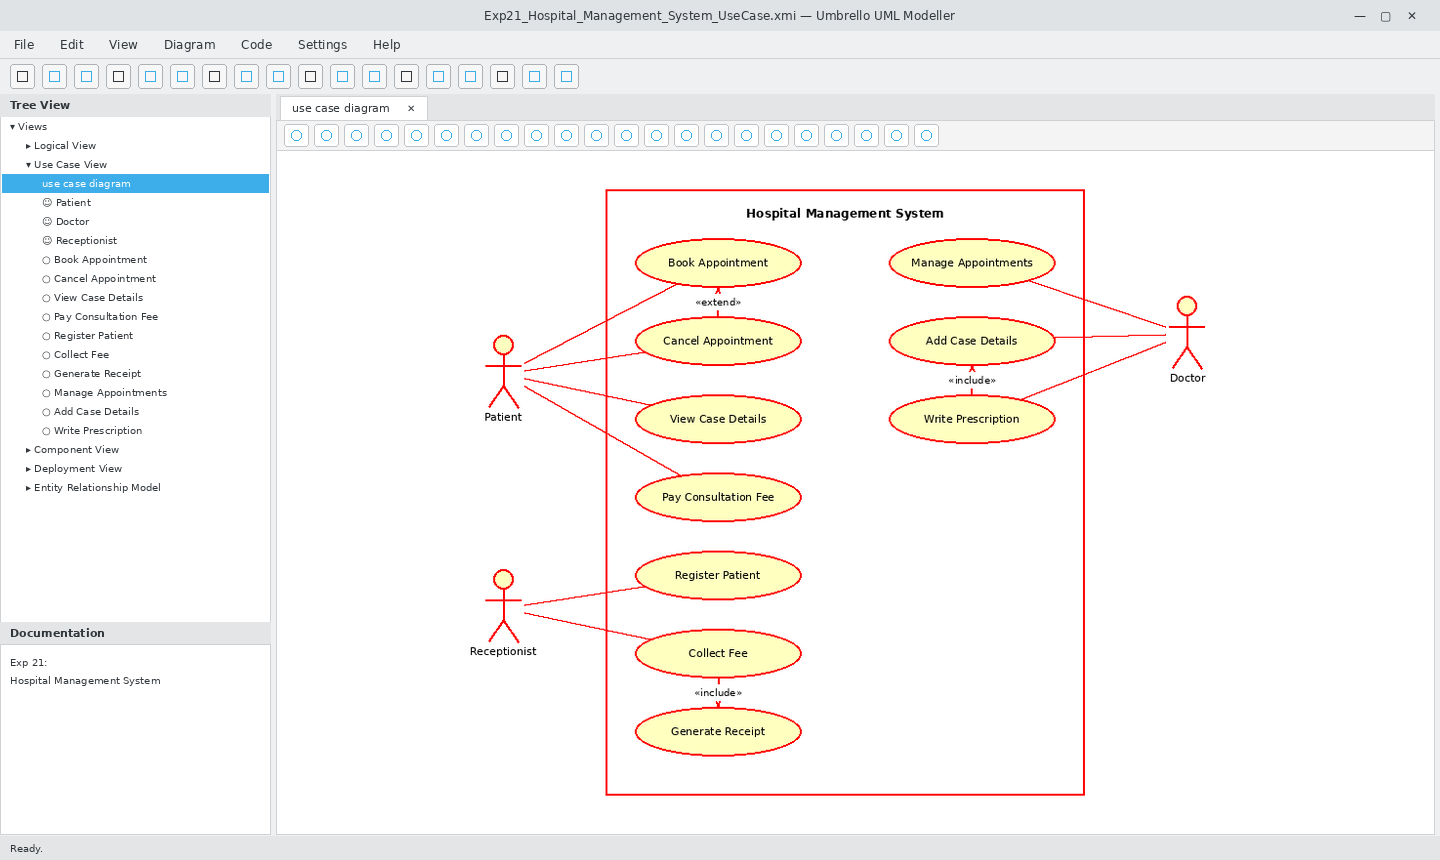 Exp21_Hospital_Management_System_UseCase.xmi — Umbrello UML Modeller
File Edit View Diagram Code Settings Help
Tree View
Views
Logical View
Use Case View
use case diagram
Patient
Doctor
Receptionist
Book Appointment
Cancel Appointment
View Case Details
Pay Consultation Fee
Register Patient
Collect Fee
Generate Receipt
Manage Appointments
Add Case Details
Write Prescription
Component View
Deployment View
Entity Relationship Model
Documentation
Exp 21:
Hospital Management System
use case diagram
Hospital Management System
Book Appointment
Manage Appointments
«extend»
Cancel Appointment
Add Case Details
«include»
Doctor
Patient
View Case Details
Write Prescription
Pay Consultation Fee
Register Patient
Receptionist
Collect Fee
«include»
Generate Receipt
Ready.